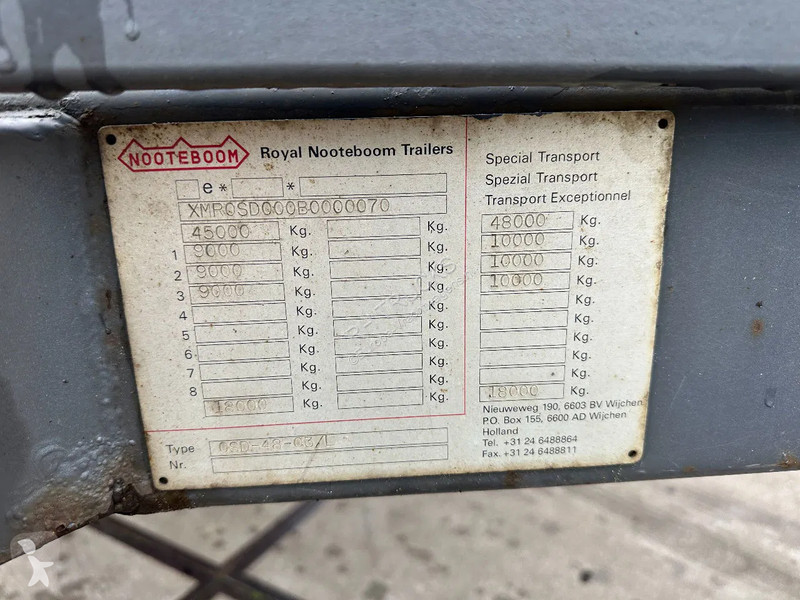 NOOTEBOOM Royal Nooteboom Trailers
e* *
XMR0SD000B0000070
45000 Kg. Kg.
1 9000 Kg. Kg.
2 9000 Kg. Kg.
3 9000 Kg. Kg.
4 Kg. Kg.
5 Kg. Kg.
6 Kg. Kg.
7 Kg. Kg.
8 Kg. Kg.
18000 Kg. Kg.
Type OSD-48-03/L
Nr.
Special Transport
Spezial Transport
Transport Exceptionnel
48000 Kg.
10000 Kg.
10000 Kg.
10000 Kg.
Kg.
Kg.
Kg.
Kg.
18000 Kg.
Nieuweweg 190, 6603 BV Wijchen
P.O. Box 155, 6600 AD Wijchen
Holland
Tel. +31 24 6488864
Fax. +31 24 6488811